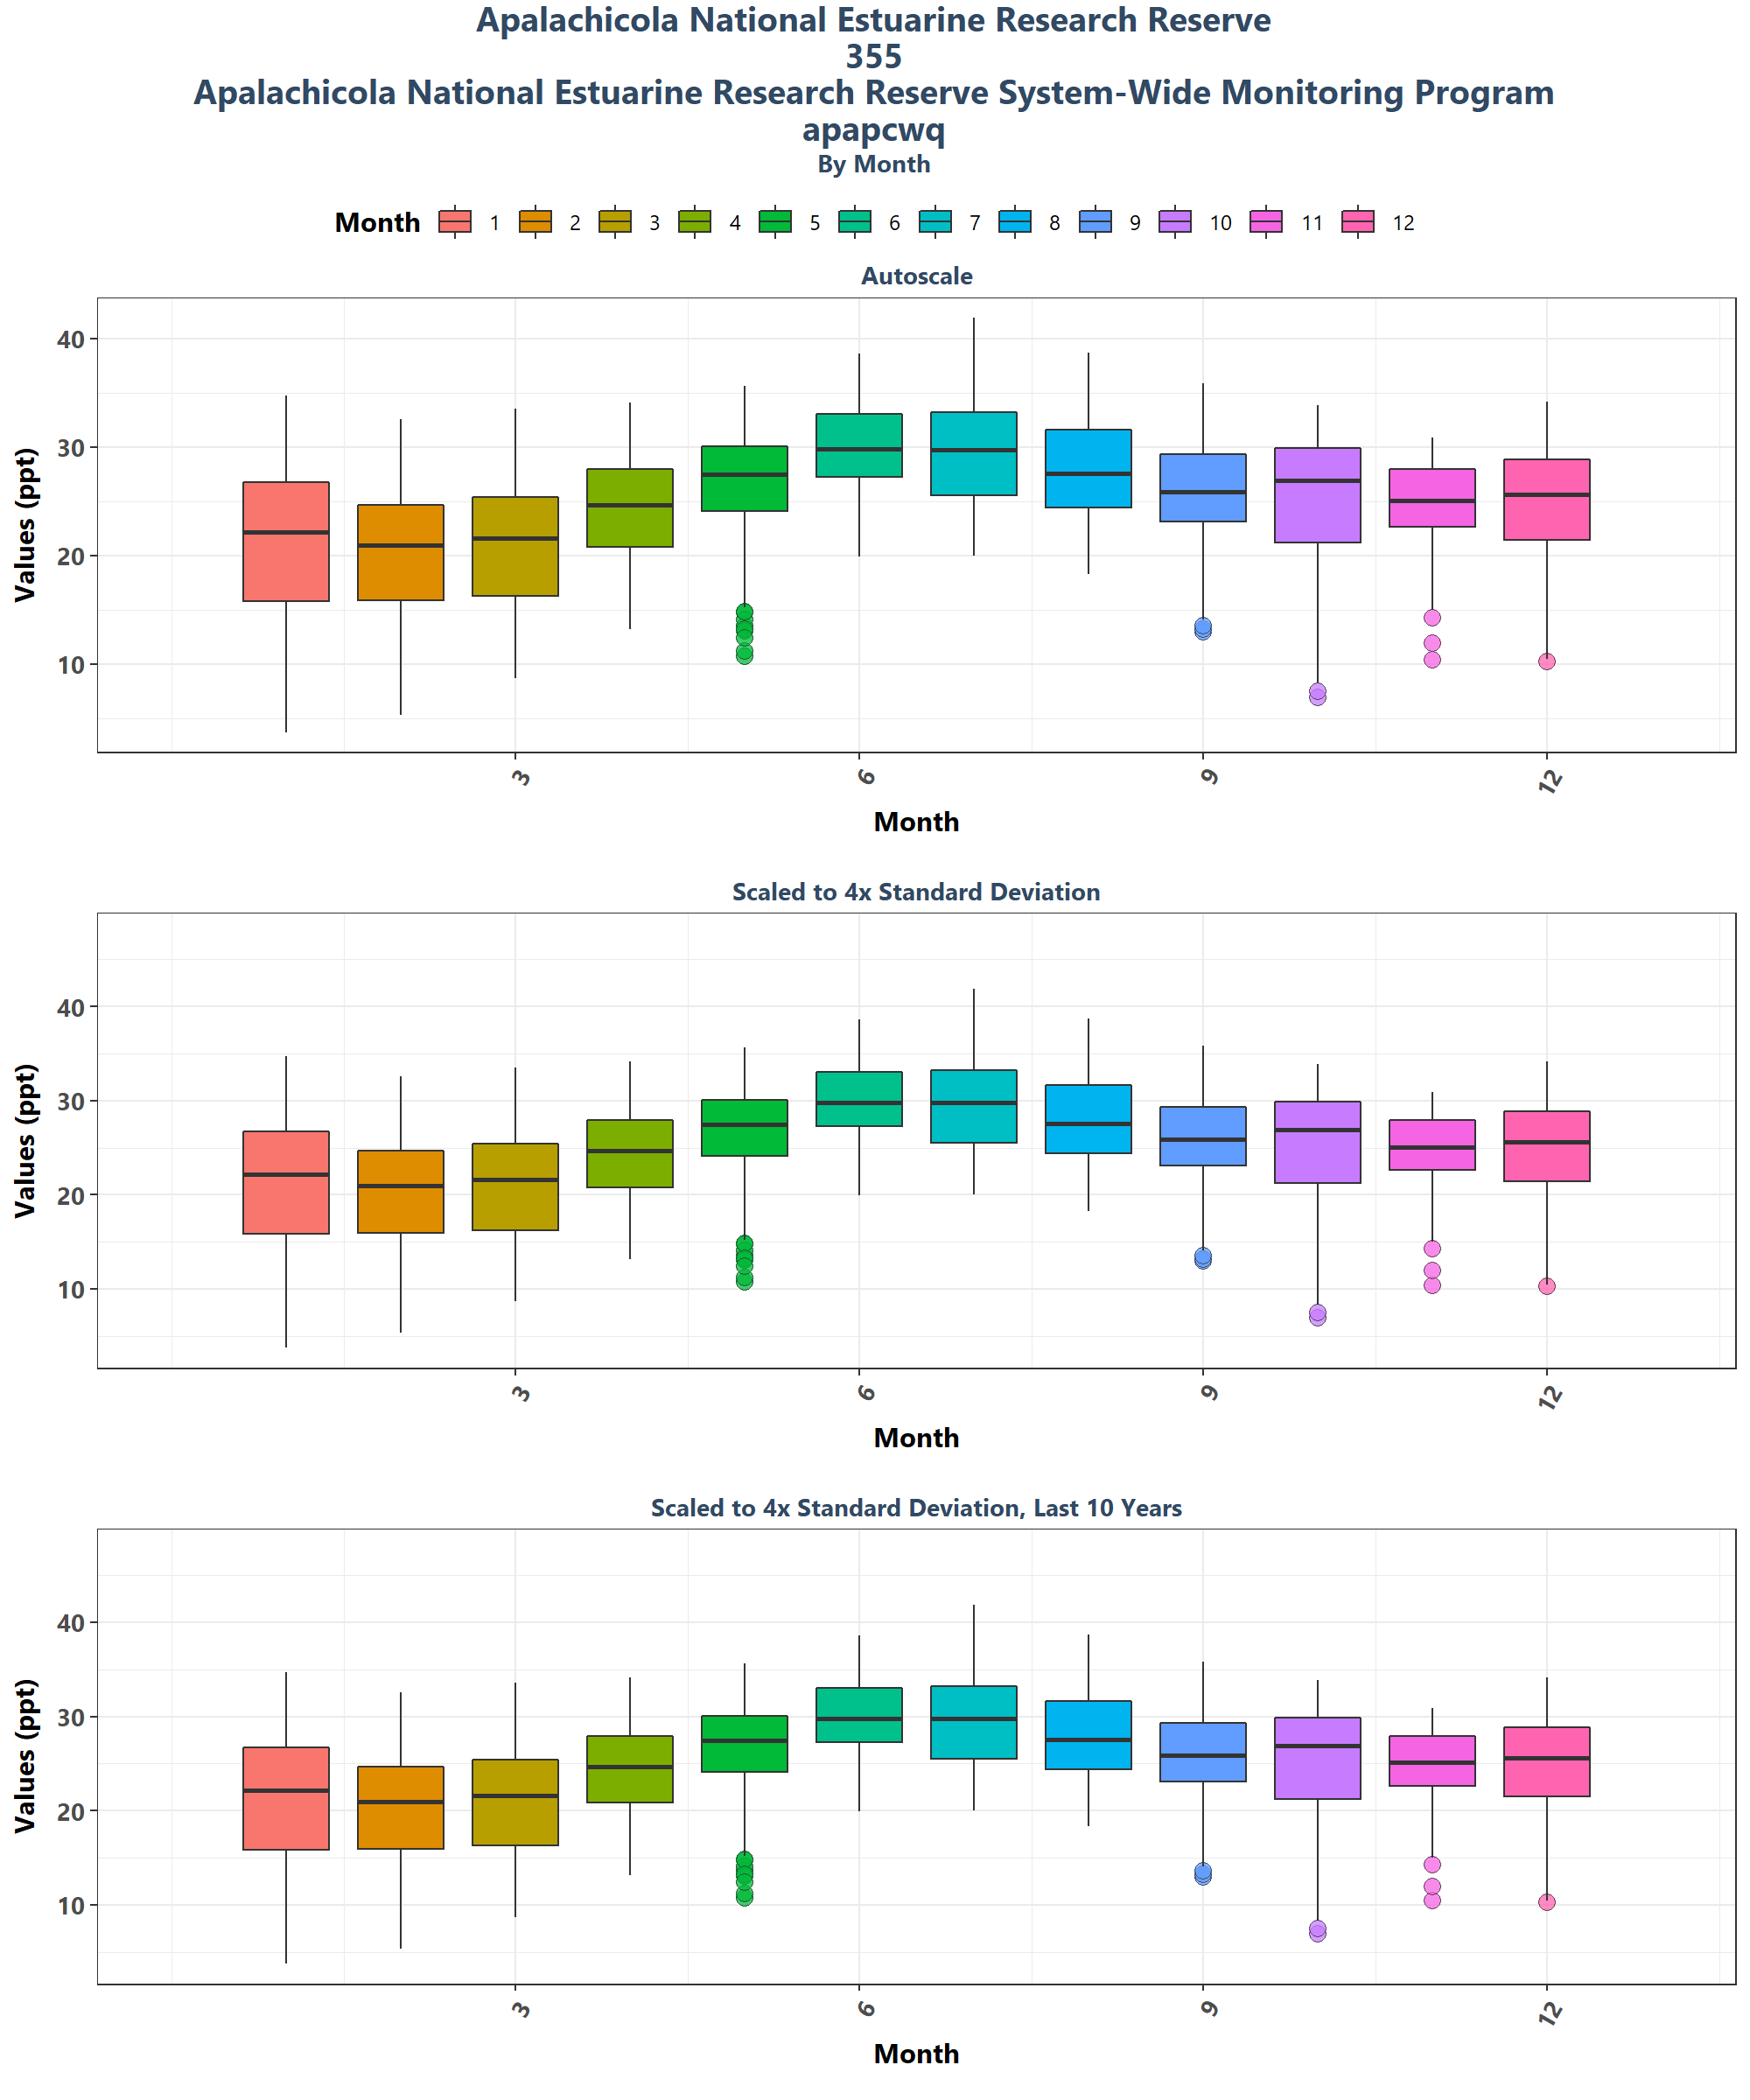 Apalachicola National Estuarine Research Reserve
355
Apalachicola National Estuarine Research Reserve System-Wide Monitoring Program
apapcwq
By Month
Month 1 2 3 4 5 6 7 8 9 10 11 12
Autoscale
Values (ppt)
40
30
20
10
3 6 9 12
Month
Scaled to 4x Standard Deviation
Values (ppt)
40
30
20
10
3 6 9 12
Month
Scaled to 4x Standard Deviation, Last 10 Years
Values (ppt)
40
30
20
10
3 6 9 12
Month